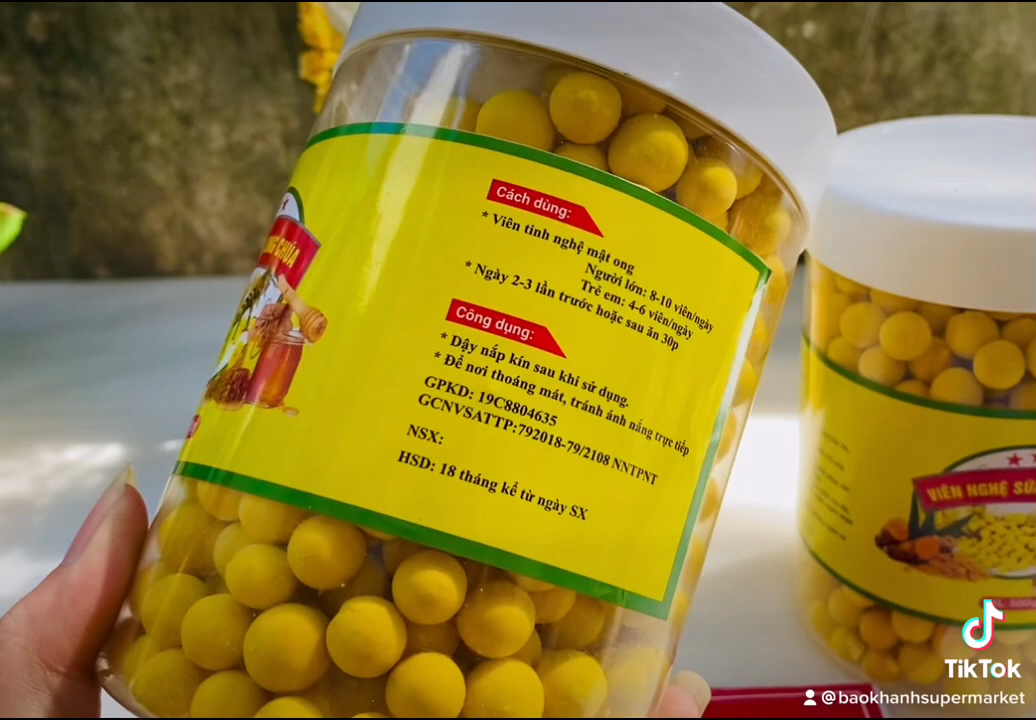 Cách dùng:
* Viên tinh nghệ mật ong
Người lớn: 8-10 viên/ngày
Trẻ em: 4-6 viên/ngày
* Ngày 2-3 lần trước hoặc sau ăn 30p
Công dụng:
* Dậy nắp kín sau khi sử dụng.
* Để nơi thoáng mát, tránh ánh nắng trực tiếp
GPKD: 19C8804635
GCNVSATTP:792018-79/2108 NNTPNT
NSX:
HSD: 18 tháng kể từ ngày SX
CHÚA
VIÊN NGHỆ SỮA
TikTok
@baokhanhsupermarket